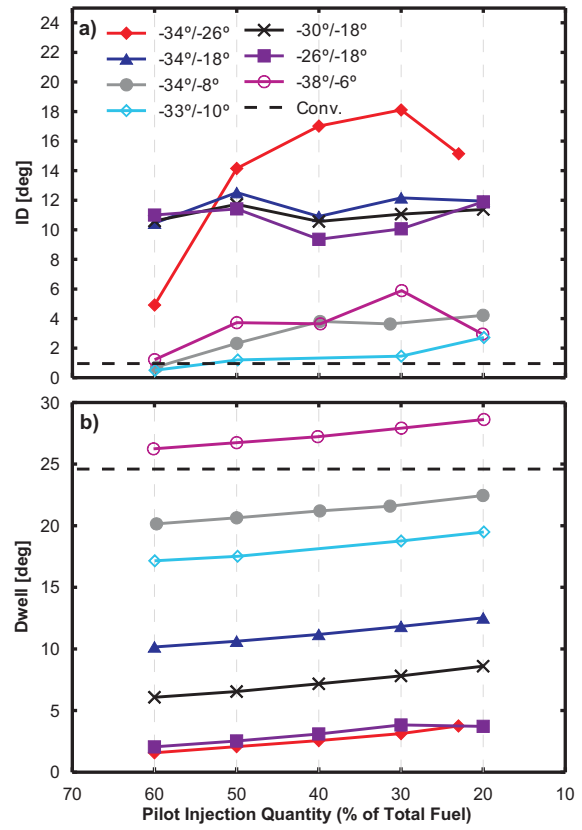 24
22
20
18
16
14
12
10
8
6
4
2
0
ID [deg]
a)
-34º/-26º
-34º/-18º
-34º/-8º
-33º/-10º
-30º/-18º
-26º/-18º
-38º/-6º
Conv.
30
25
20
15
10
5
0
Dwell [deg]
b)
70 60 50 40 30 20 10
Pilot Injection Quantity (% of Total Fuel)